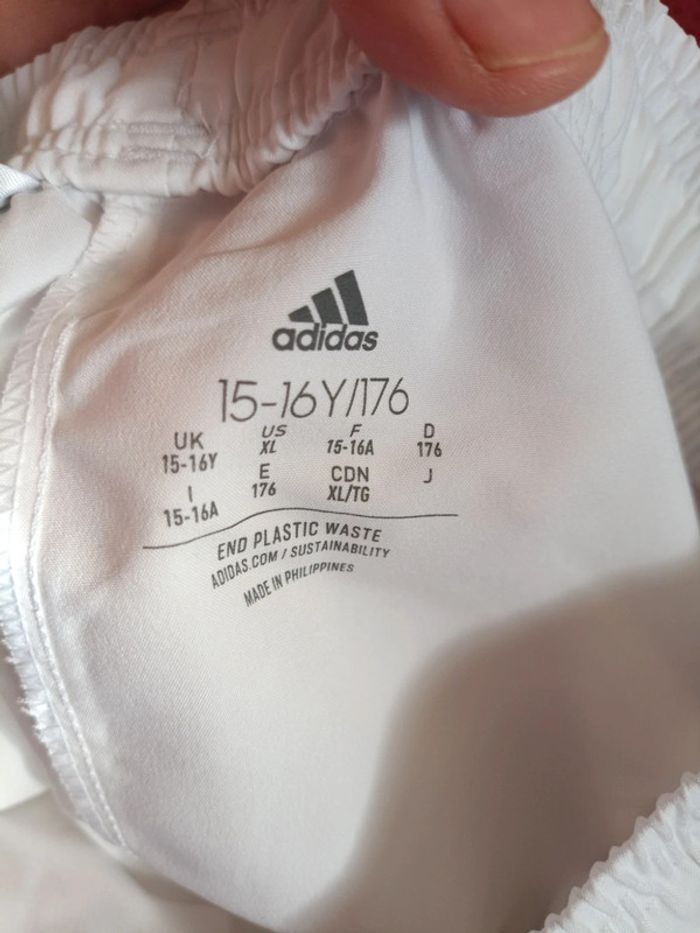 adidas
15-16Y/176
UK US F D
15-16Y XL 15-16A 176
I E CDN J
15-16A 176 XL/TG
END PLASTIC WASTE
ADIDAS.COM / SUSTAINABILITY
MADE IN PHILIPPINES